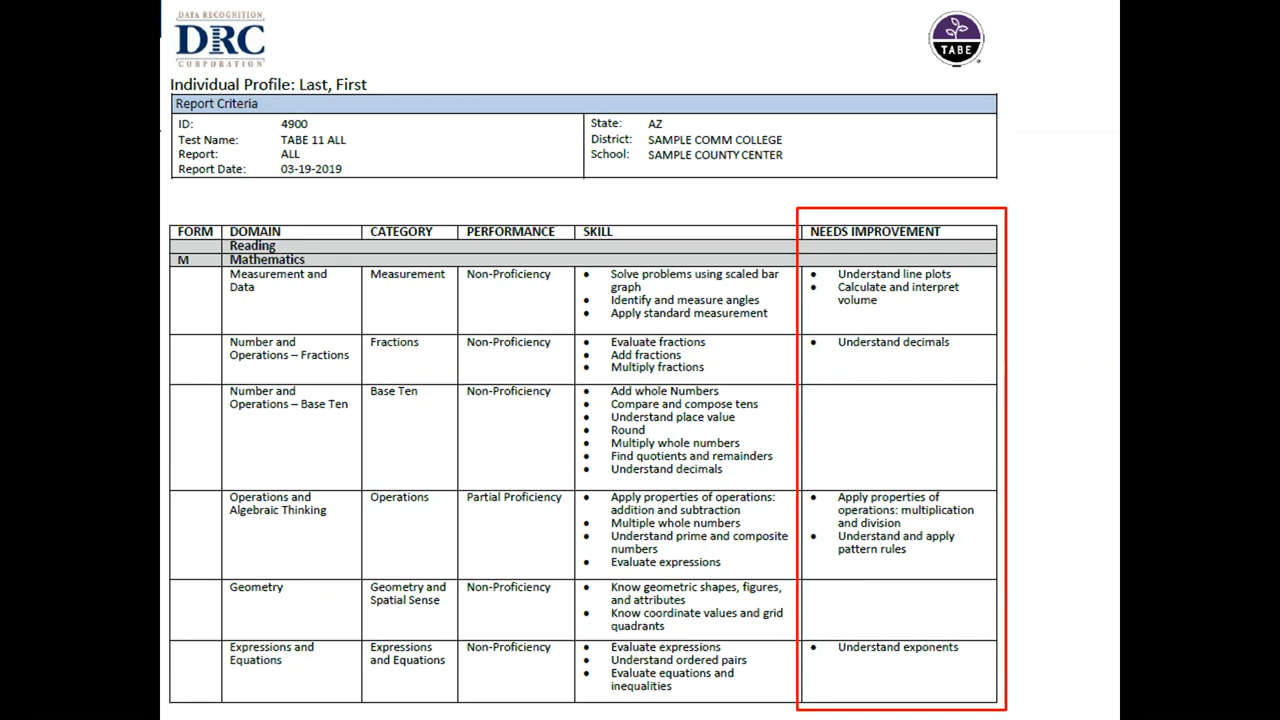 DATA RECOGNITION
DRC
CORPORATION
TABE
Individual Profile: Last, First
Report Criteria
ID: 4900
Test Name: TABE 11 ALL
Report: ALL
Report Date: 03-19-2019
State: AZ
District: SAMPLE COMM COLLEGE
School: SAMPLE COUNTY CENTER
FORM DOMAIN CATEGORY PERFORMANCE SKILL NEEDS IMPROVEMENT
Reading
M Mathematics
Measurement and
Data
Measurement
Non-Proficiency
• Solve problems using scaled bar
graph
• Identify and measure angles
• Apply standard measurement
• Understand line plots
• Calculate and interpret
volume
Number and
Operations – Fractions
Fractions
Non-Proficiency
• Evaluate fractions
• Add fractions
• Multiply fractions
• Understand decimals
Number and
Operations – Base Ten
Base Ten
Non-Proficiency
• Add whole Numbers
• Compare and compose tens
• Understand place value
• Round
• Multiply whole numbers
• Find quotients and remainders
• Understand decimals
Operations and
Algebraic Thinking
Operations
Partial Proficiency
• Apply properties of operations:
addition and subtraction
• Multiple whole numbers
• Understand prime and composite
numbers
• Evaluate expressions
• Apply properties of
operations: multiplication
and division
• Understand and apply
pattern rules
Geometry
Geometry and
Spatial Sense
Non-Proficiency
• Know geometric shapes, figures,
and attributes
• Know coordinate values and grid
quadrants
Expressions and
Equations
Expressions
and Equations
Non-Proficiency
• Evaluate expressions
• Understand ordered pairs
• Evaluate equations and
inequalities
• Understand exponents